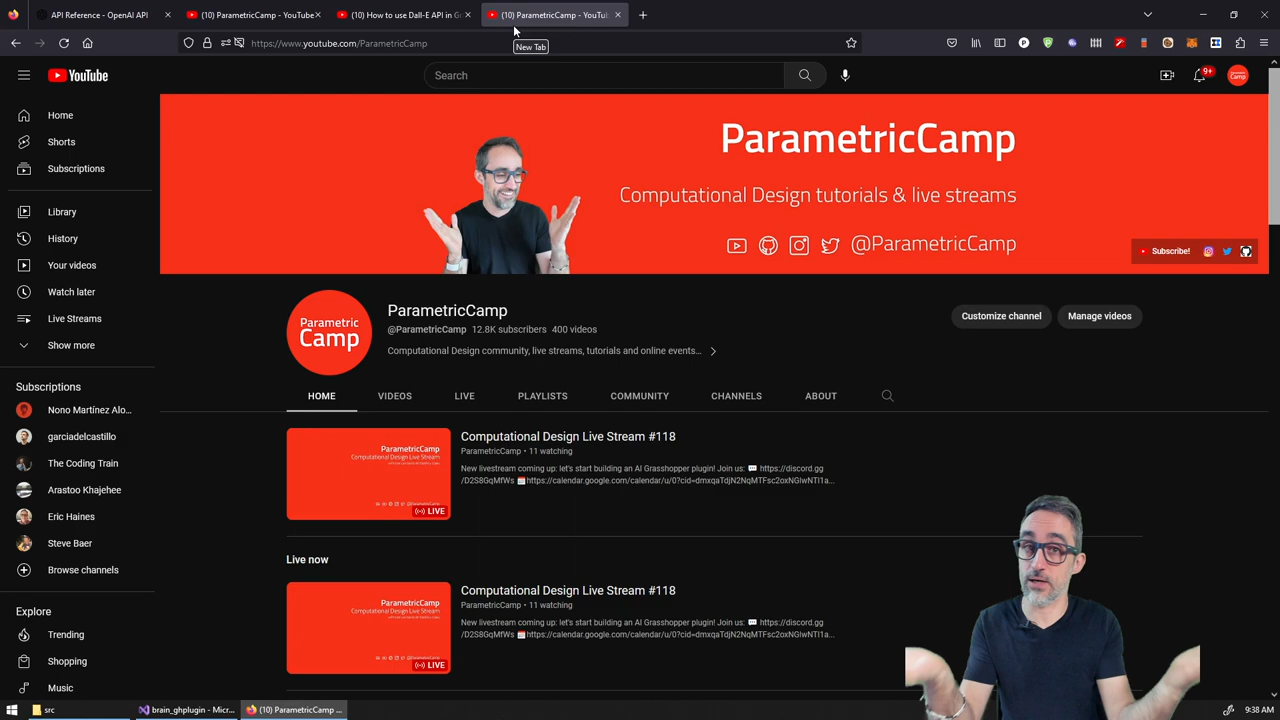 API Reference - OpenAI API
(10) ParametricCamp - YouTube
(10) How to use Dall-E API in Gr
(10) ParametricCamp - YouTu
New Tab
https://www.youtube.com/ParametricCamp
YouTube
Search
9+
Parametric
Camp
Home
Shorts
Subscriptions
Library
History
Your videos
Watch later
Live Streams
Show more
Subscriptions
Nono Martínez Alo...
garciadelcastillo
The Coding Train
Arastoo Khajehee
Eric Haines
Steve Baer
Browse channels
Explore
Trending
Shopping
Music
ParametricCamp
Computational Design tutorials & live streams
@ParametricCamp
Subscribe!
Parametric
Camp
ParametricCamp
@ParametricCamp 12.8K subscribers 400 videos
Computational Design community, live streams, tutorials and online events...
Customize channel
Manage videos
HOME VIDEOS LIVE PLAYLISTS COMMUNITY CHANNELS ABOUT
ParametricCamp
Computational Design Live Stream
LIVE
Computational Design Live Stream #118
ParametricCamp • 11 watching
New livestream coming up: let's start building an AI Grasshopper plugin! Join us: https://discord.gg
/D2S8GqMfWs https://calendar.google.com/calendar/u/0?cid=dmxqaTdjN2NqMTFsc2oxNGlwNTI1a...
Live now
ParametricCamp
Computational Design Live Stream
LIVE
Computational Design Live Stream #118
ParametricCamp • 11 watching
New livestream coming up: let's start building an AI Grasshopper plugin! Join us: https://discord.gg
/D2S8GqMfWs https://calendar.google.com/calendar/u/0?cid=dmxqaTdjN2NqMTFsc2oxNGlwNTI1a...
src
brain_ghplugin - Micr...
(10) ParametricCamp ...
9:38 AM